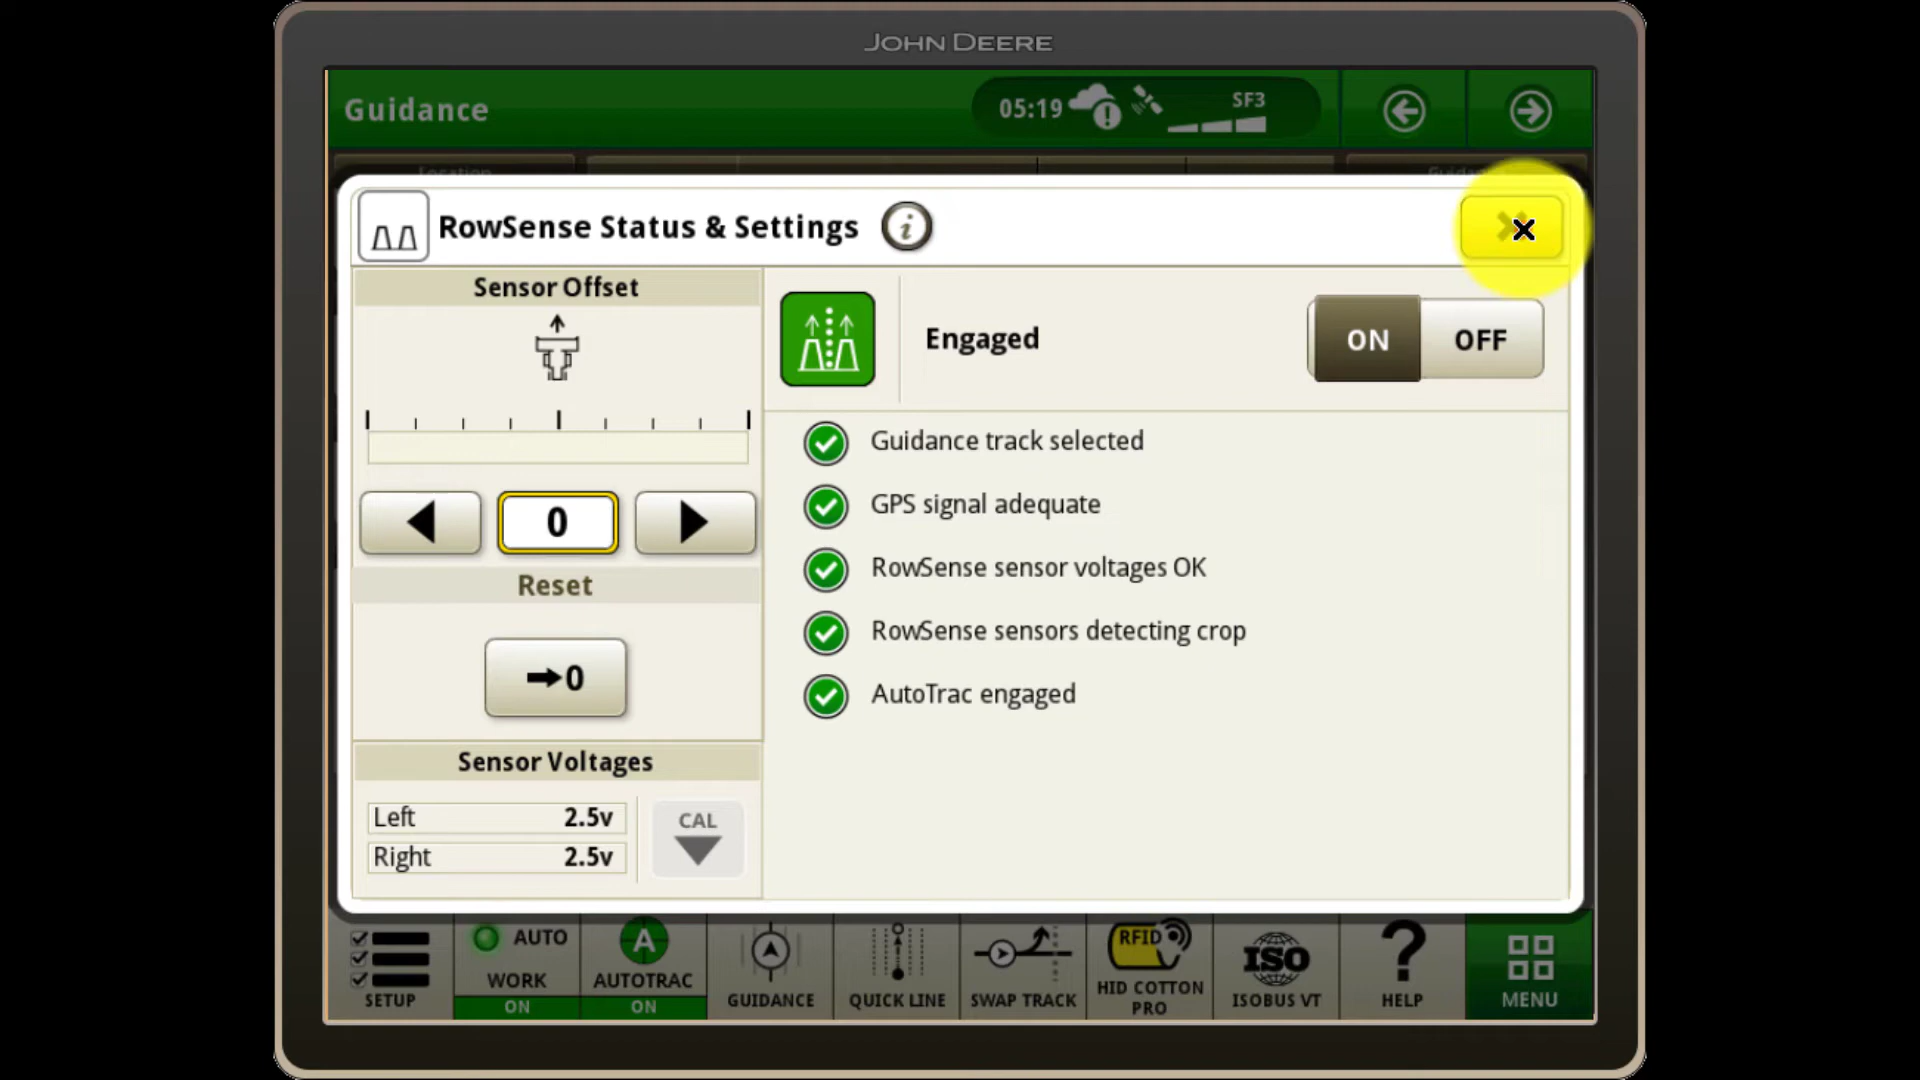 JOHN DEERE
Guidance
05:19
SF3
Location
RowSense Status & Settings
Sensor Offset
0
Reset
→0
Sensor Voltages
Left 2.5v
Right 2.5v
CAL
Engaged
ON OFF
Guidance track selected
GPS signal adequate
RowSense sensor voltages OK
RowSense sensors detecting crop
AutoTrac engaged
SETUP
AUTO
WORK
ON
A
AUTOTRAC
ON
GUIDANCE
QUICK LINE
SWAP TRACK
RFID
HID COTTON
PRO
ISO
ISOBUS VT
?
HELP
MENU